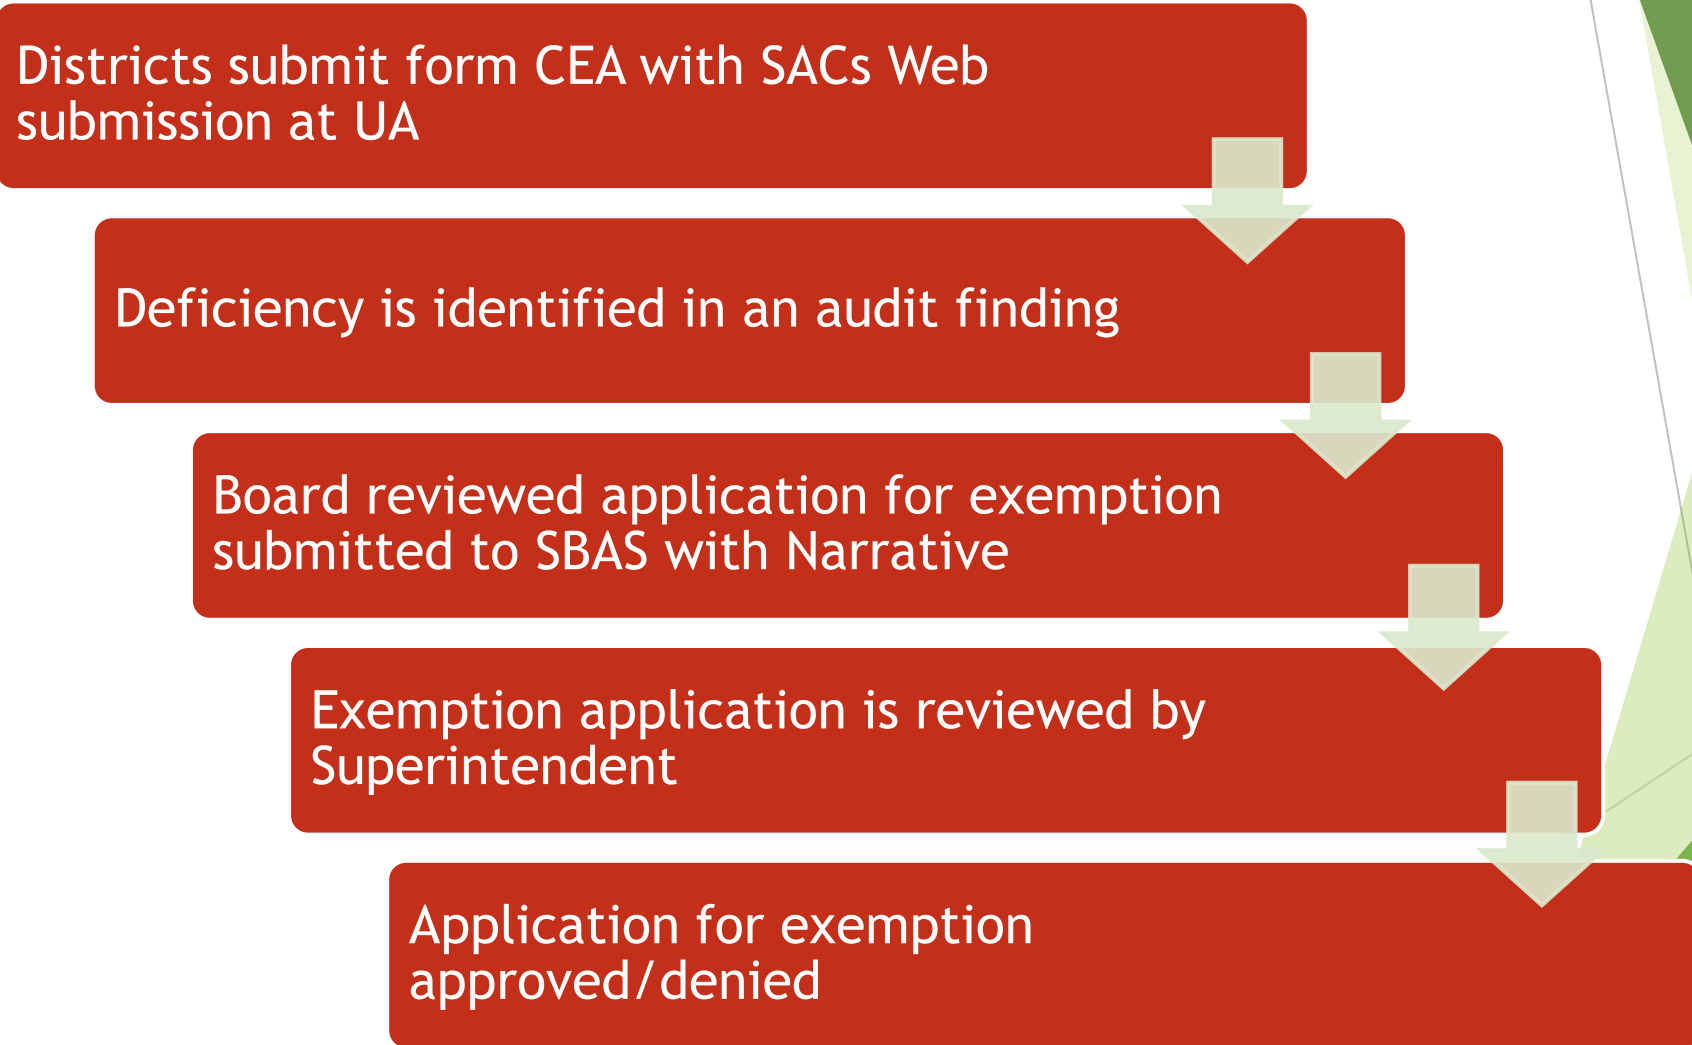 Districts submit form CEA with SACs Web
submission at UA
Deficiency is identified in an audit finding
Board reviewed application for exemption
submitted to SBAS with Narrative
Exemption application is reviewed by
Superintendent
Application for exemption
approved/denied